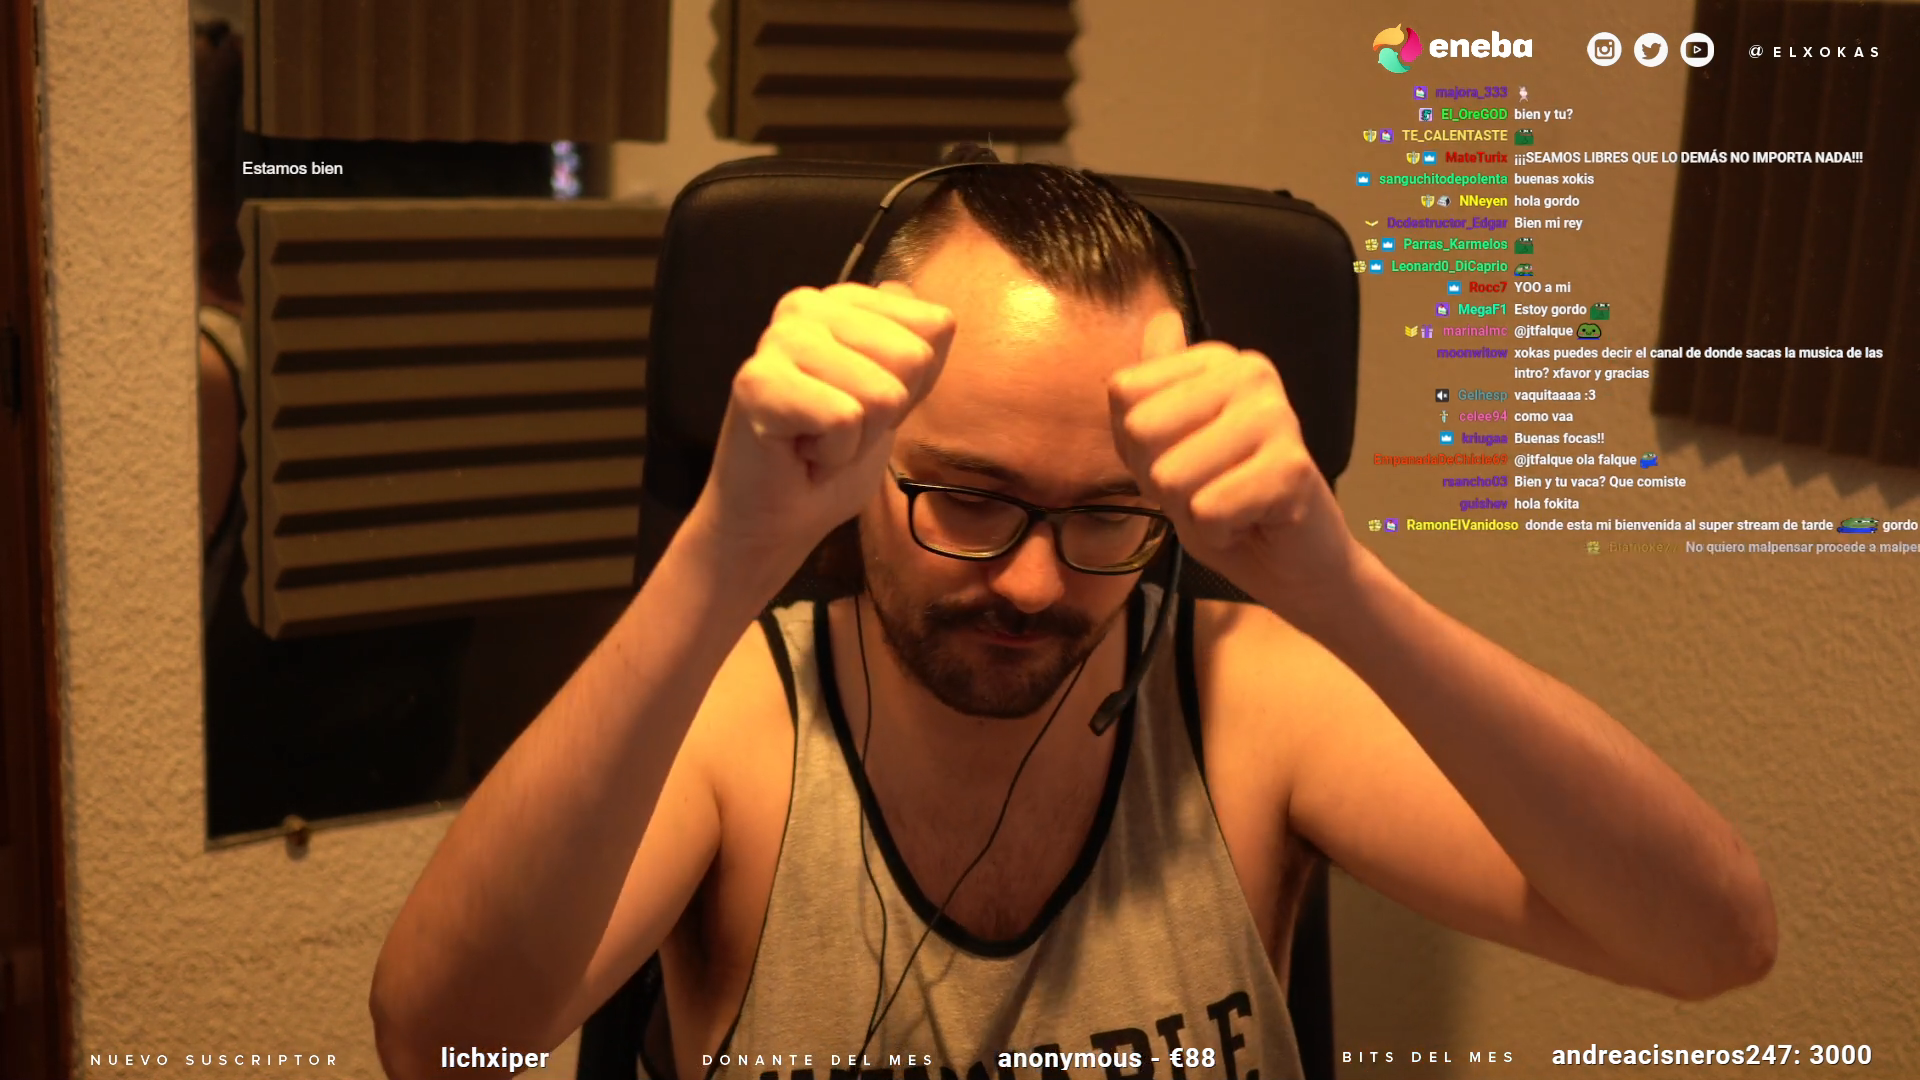 eneba
@ELXOKAS
majora_333
El_OreGOD bien y tu?
TE_CALENTASTE
Estamos bien
MateTurix ¡¡¡SEAMOS LIBRES QUE LO DEMÁS NO IMPORTA NADA!!!
sanguchitodepolenta buenas xokis
NNeyen hola gordo
Dcdestructor_Edgar Bien mi rey
Parras_Karmelos
Leonard0_DiCaprio
Rocc7 YOO a mi
MegaF1 Estoy gordo
marinalmc @jtfalque
moonwitow xokas puedes decir el canal de donde sacas la musica de las
intro? xfavor y gracias
Gelhesp vaquitaaaa :3
celee94 como vaa
kriugaa Buenas focas!!
@jtfalque ola falque
rsancho03 Bien y tu vaca? Que comiste
guishov hola fokita
RamonElVanidoso donde esta mi bienvenida al super stream de tarde gordo
No quiero malpensar procede a malper
NUEVO SUSCRIPTOR lichxiper DONANTE DEL MES anonymous - €88 BITS DEL MES andreacisneros247: 3000